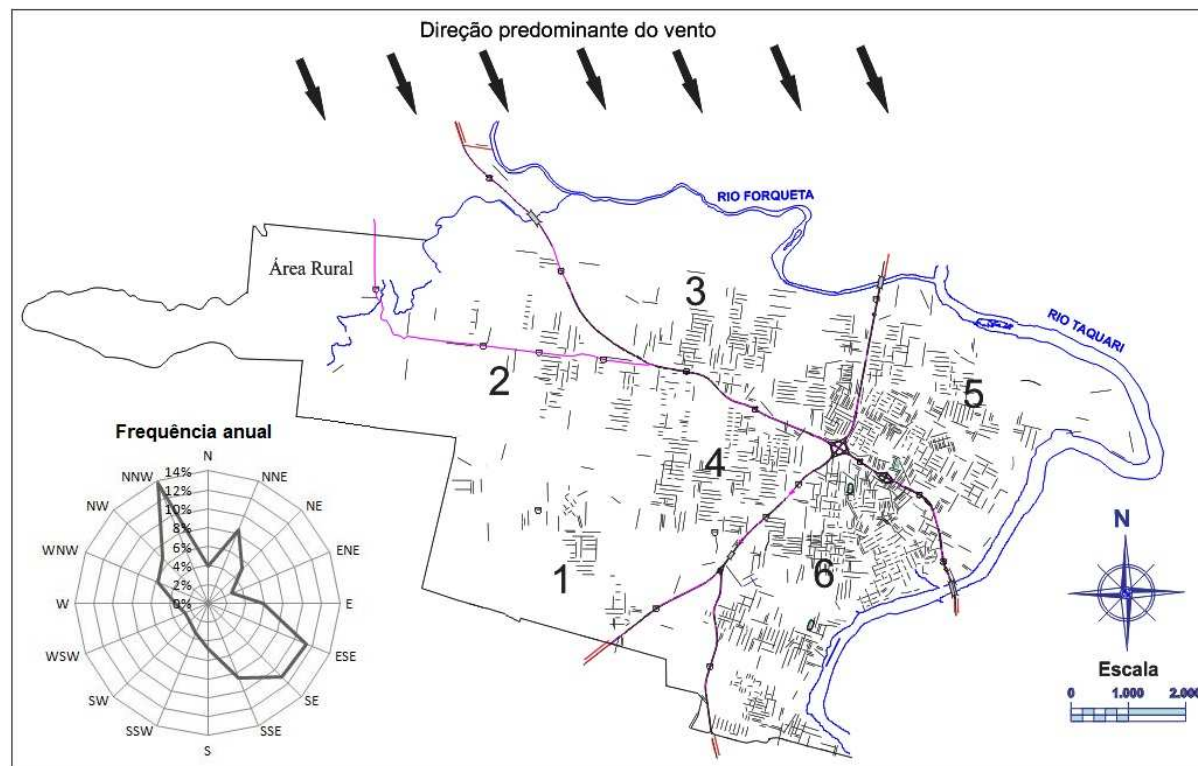 Direção predominante do vento
RIO FORQUETA
Área Rural
3
RIO TAQUARI
2
5
Frequência anual
N
NNW
14%
NNE
12%
NW
10%
NE
8%
6%
WNW
4%
ENE
2%
W
0%
E
WSW
ESE
SW
SE
SSW
SSE
S
4
1
6
N
Escala
0 1.000 2.000